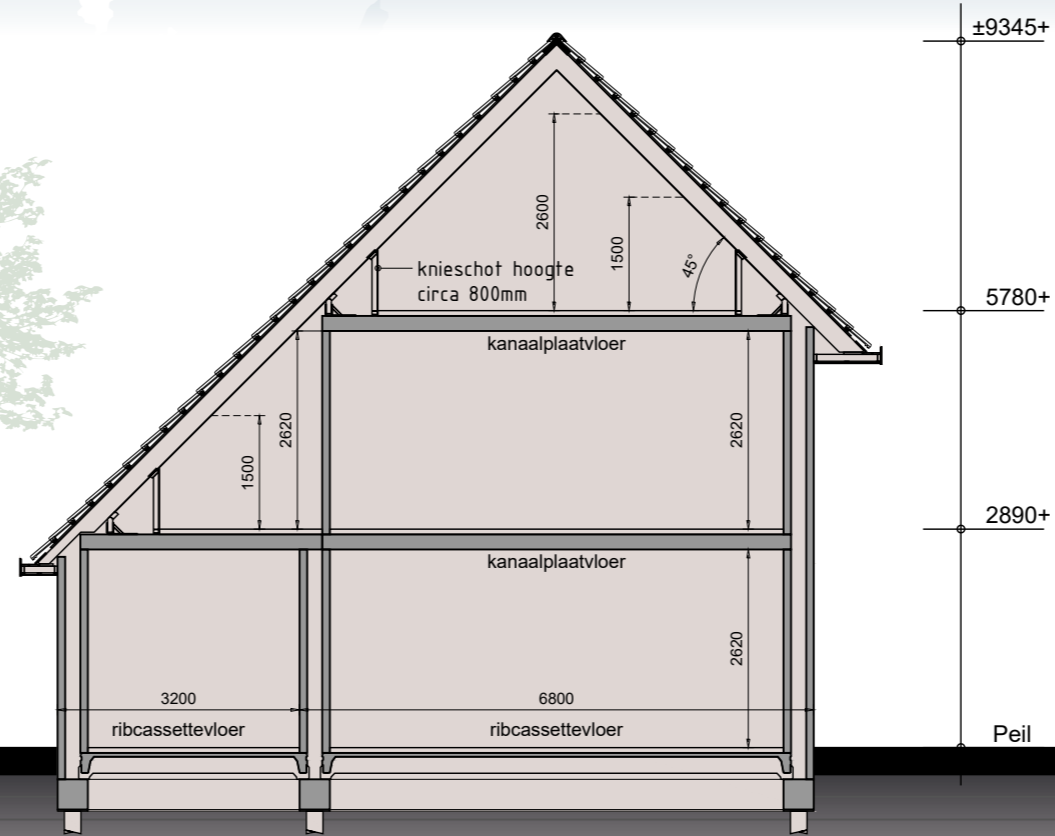 ±9345+
2600
1500
45°
knieschot hoogte
circa 800mm
5780+
kanaalplaatvloer
2620
2620
1500
2890+
kanaalplaatvloer
2620
3200
6800
ribcassettevloer
ribcassettevloer
Peil